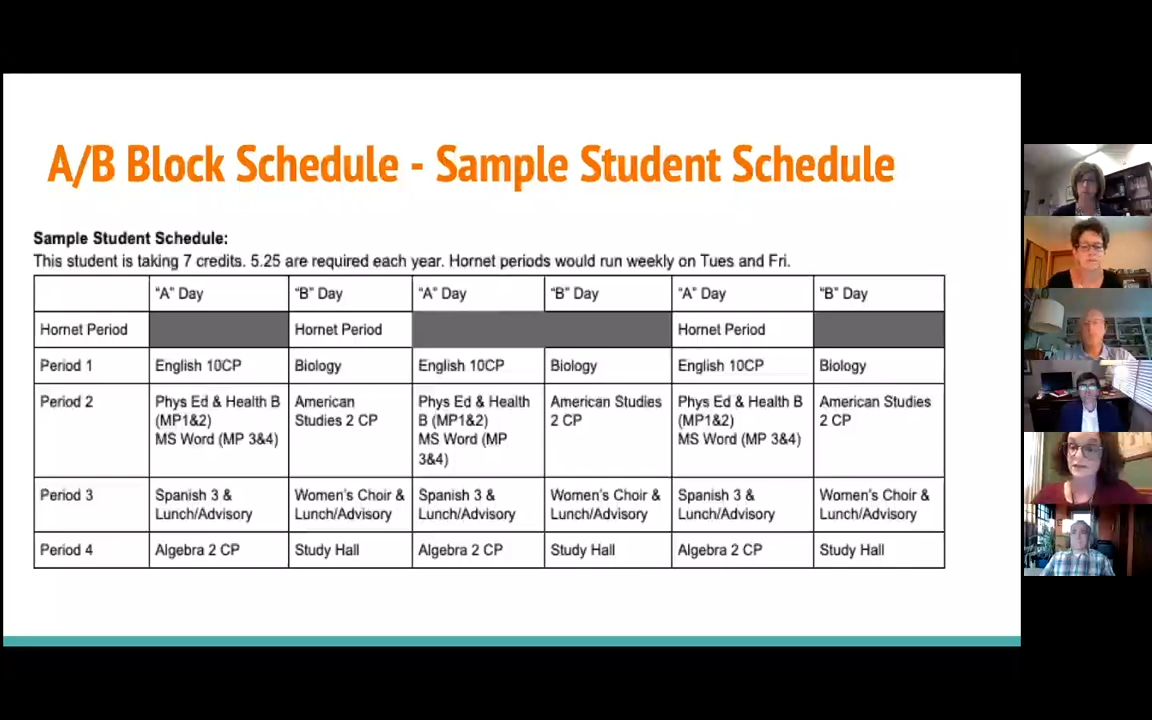 A/B Block Schedule - Sample Student Schedule
Sample Student Schedule:
This student is taking 7 credits. 5.25 are required each year. Hornet periods would run weekly on Tues and Fri.
"A" Day "B" Day "A" Day "B" Day "A" Day "B" Day
Hornet Period Hornet Period Hornet Period
Period 1 English 10CP Biology English 10CP Biology English 10CP Biology
Period 2 Phys Ed & Health B American Phys Ed & Health American Studies Phys Ed & Health B American Studies
(MP1&2) Studies 2 CP B (MP1&2) 2 CP (MP1&2) 2 CP
MS Word (MP 3&4) MS Word (MP MS Word (MP 3&4)
3&4)
Period 3 Spanish 3 & Women's Choir & Spanish 3 & Women's Choir & Spanish 3 & Women's Choir &
Lunch/Advisory Lunch/Advisory Lunch/Advisory Lunch/Advisory Lunch/Advisory Lunch/Advisory
Period 4 Algebra 2 CP Study Hall Algebra 2 CP Study Hall Algebra 2 CP Study Hall